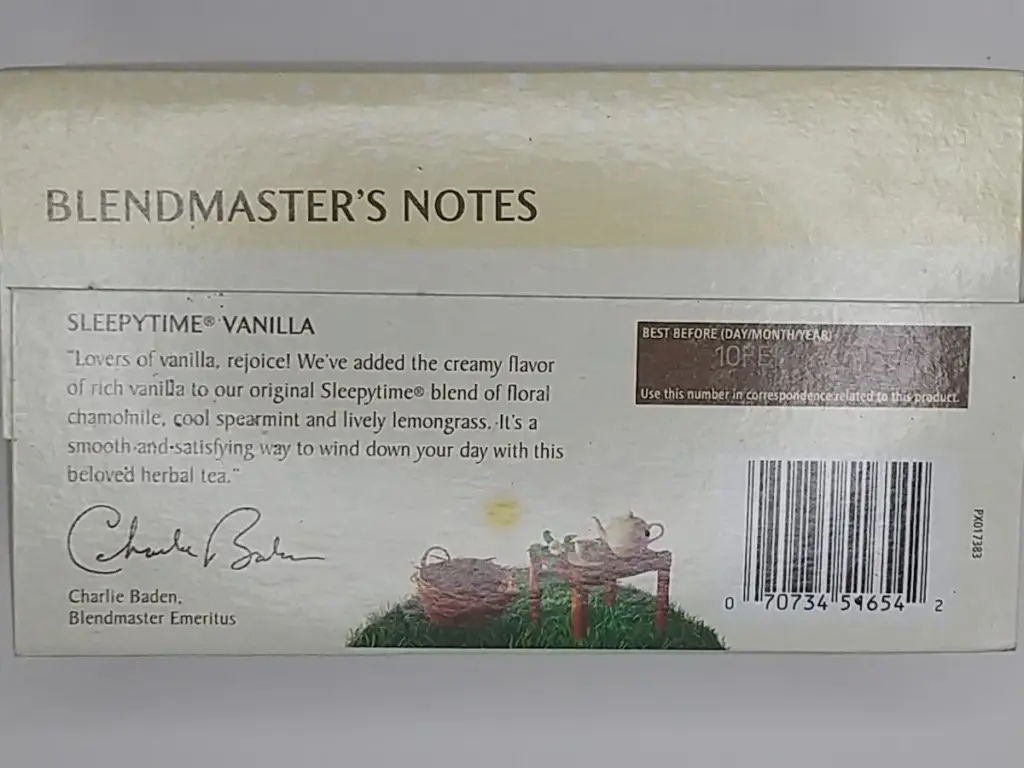 BLENDMASTER'S NOTES
SLEEPYTIME® VANILLA
"Lovers of vanilla, rejoice! We've added the creamy flavor
of rich vanilla to our original Sleepytime® blend of floral
chamomile, cool spearmint and lively lemongrass. It's a
smooth-and-satisfying way to wind down your day with this
beloved herbal tea."
Charlie Baden
Charlie Baden,
Blendmaster Emeritus
BEST BEFORE (DAY/MONTH/YEAR)
Use this number in correspondence related to this product.
PX017383
0 70734 54654 2